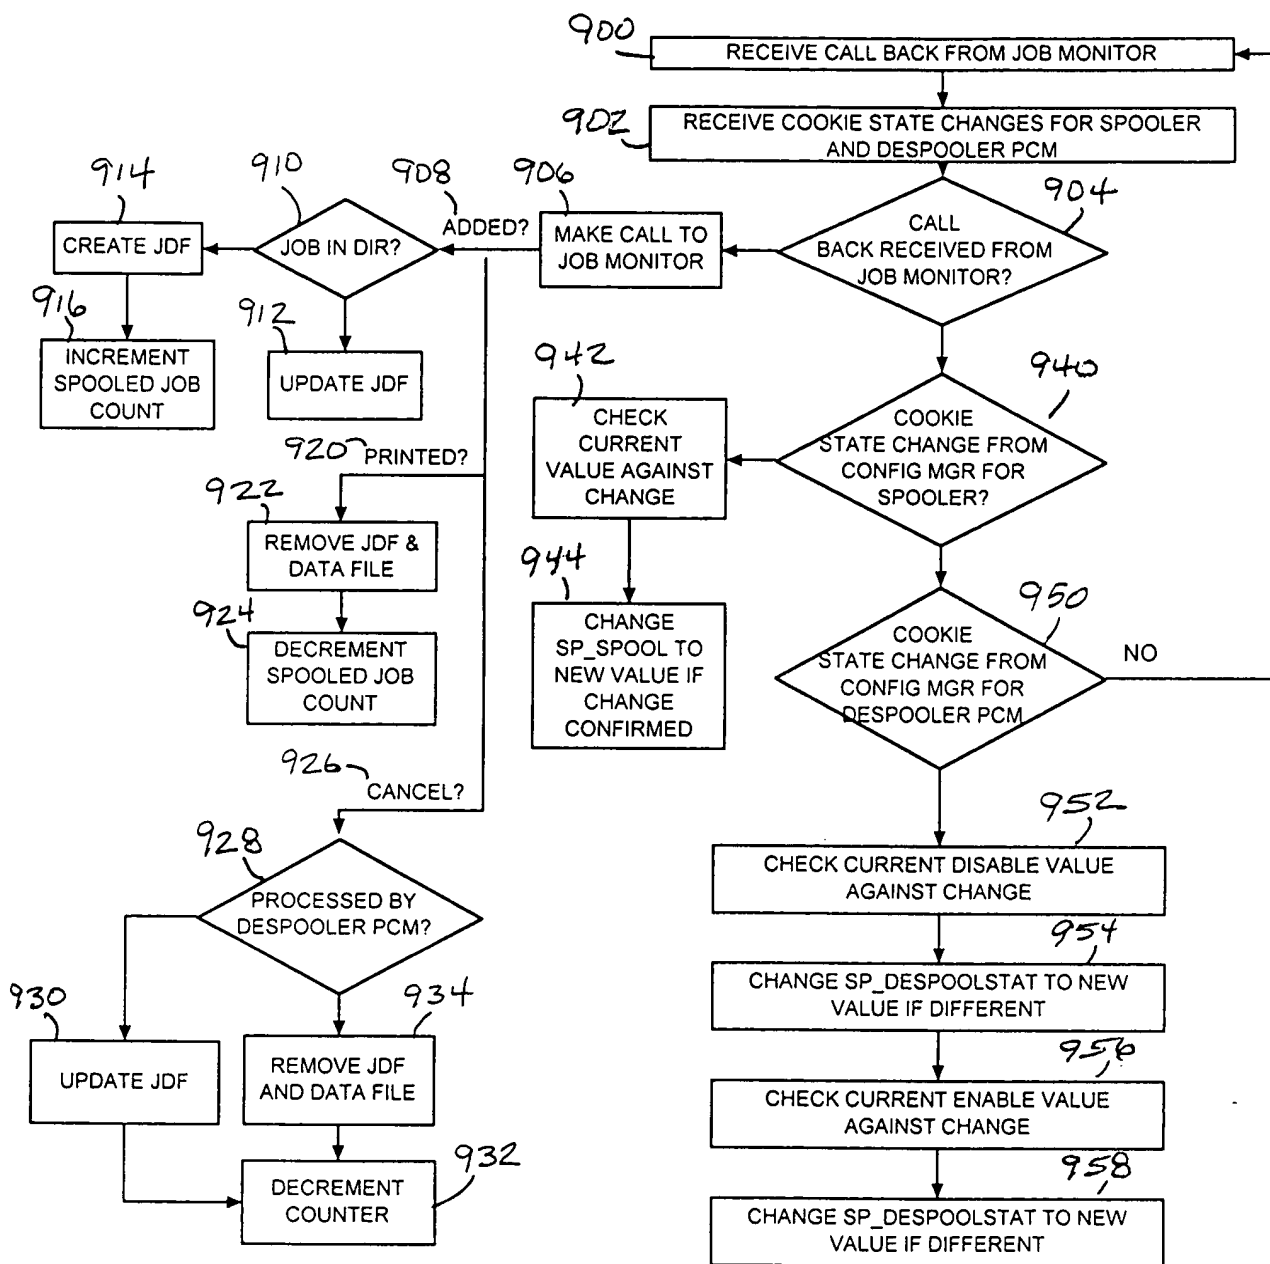 900
RECEIVE CALL BACK FROM JOB MONITOR
902
RECEIVE COOKIE STATE CHANGES FOR SPOOLER
AND DESPOOLER PCM
904
CALL
BACK RECEIVED FROM
JOB MONITOR?
906
MAKE CALL TO
JOB MONITOR
908
ADDED?
910
JOB IN DIR?
914
CREATE JDF
916
INCREMENT
SPOOLED JOB
COUNT
912
UPDATE JDF
920
PRINTED?
922
REMOVE JDF &
DATA FILE
924
DECREMENT
SPOOLED JOB
COUNT
926
CANCEL?
928
PROCESSED BY
DESPOOLER PCM?
930
UPDATE JDF
934
REMOVE JDF
AND DATA FILE
932
DECREMENT
COUNTER
940
COOKIE
STATE CHANGE FROM
CONFIG MGR FOR
SPOOLER?
942
CHECK
CURRENT
VALUE AGAINST
CHANGE
944
CHANGE
SP_SPOOL TO
NEW VALUE IF
CHANGE
CONFIRMED
950
COOKIE
STATE CHANGE FROM
CONFIG MGR FOR
DESPOOLER PCM
NO
952
CHECK CURRENT DISABLE VALUE
AGAINST CHANGE
954
CHANGE SP_DESPOOLSTAT TO NEW
VALUE IF DIFFERENT
956
CHECK CURRENT ENABLE VALUE
AGAINST CHANGE
958
CHANGE SP_DESPOOLSTAT TO NEW
VALUE IF DIFFERENT